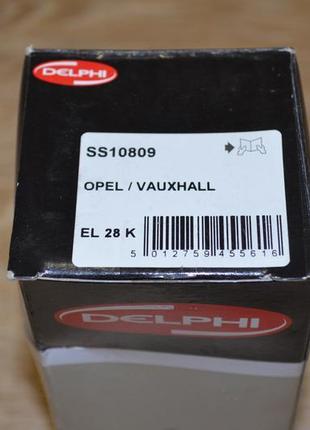 DELPHI
SS10809
OPEL / VAUXHALL
EL 28 K
5 012759 455616
DELPHI